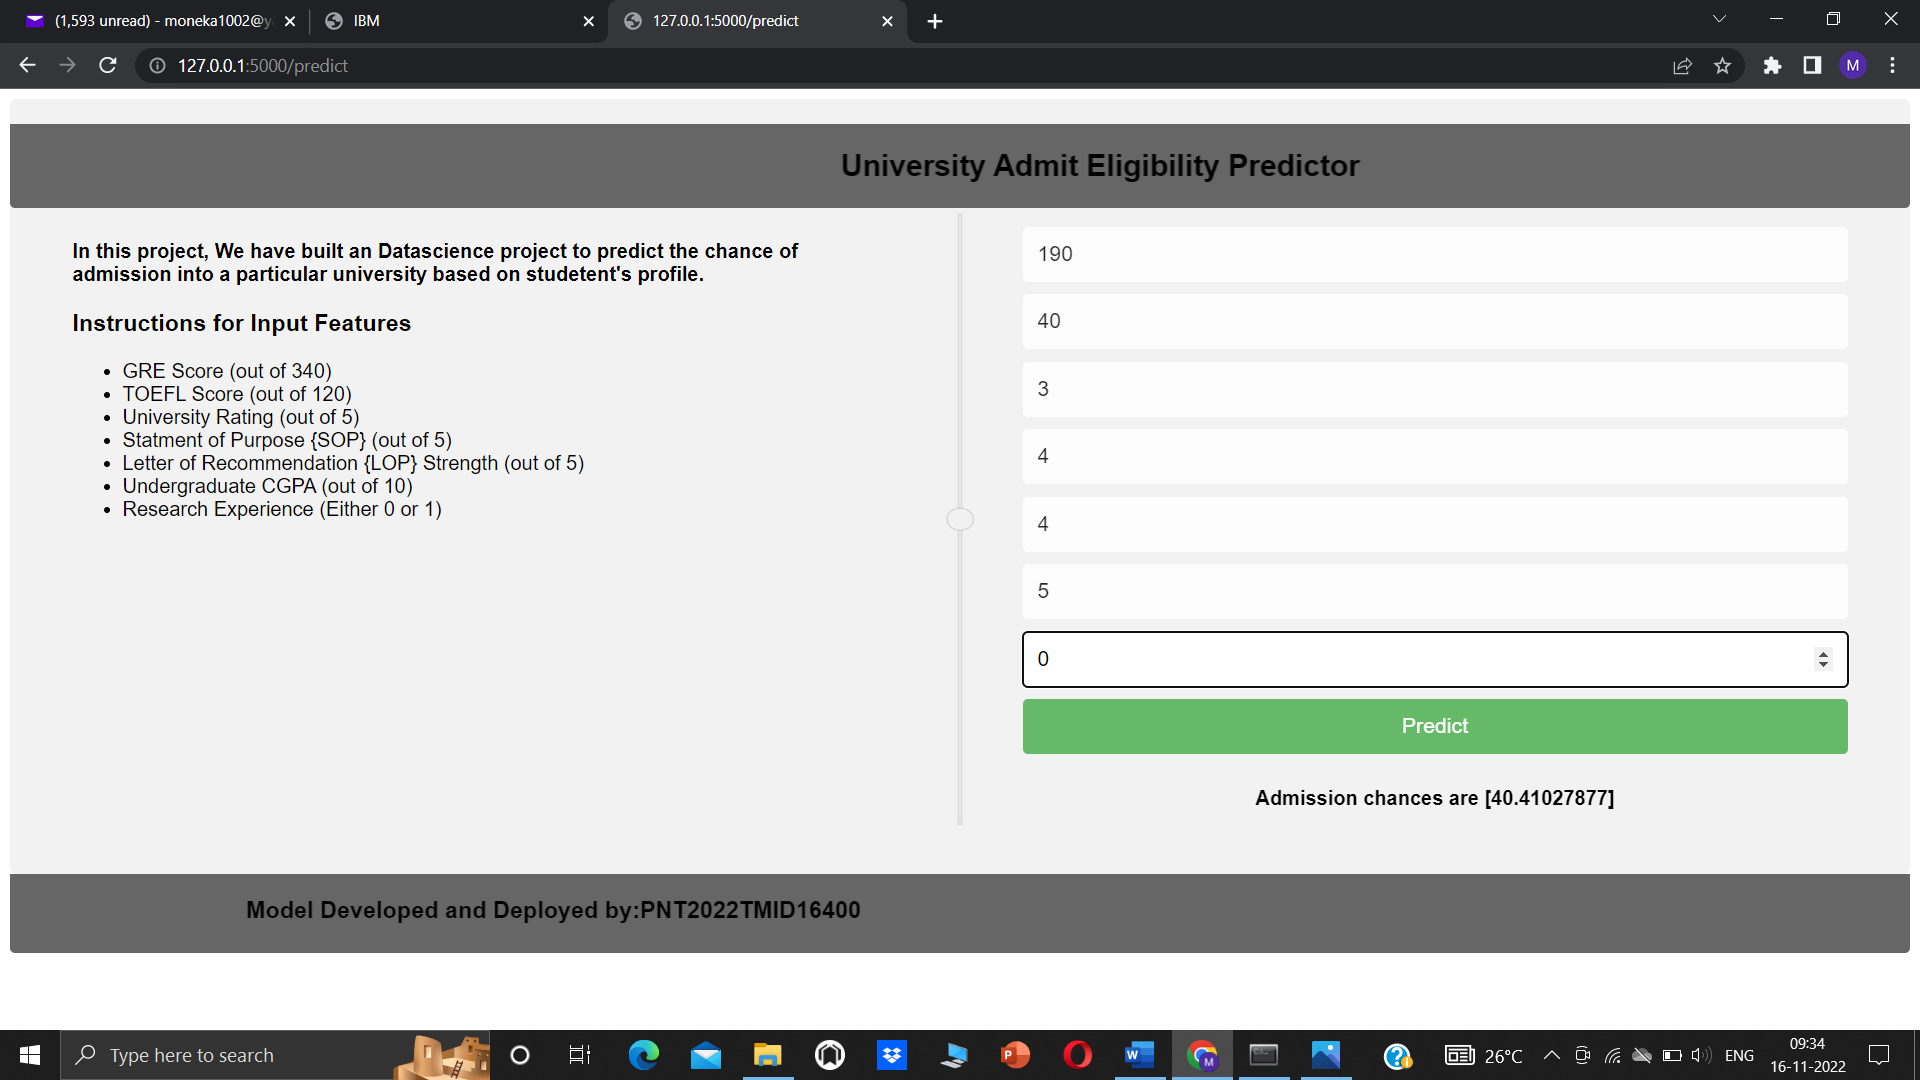 (1,593 unread) - moneka1002@y
IBM
127.0.0.1:5000/predict
127.0.0.1:5000/predict
M
University Admit Eligibility Predictor
In this project, We have built an Datascience project to predict the chance of
admission into a particular university based on studetent's profile.
Instructions for Input Features
• GRE Score (out of 340)
• TOEFL Score (out of 120)
• University Rating (out of 5)
• Statment of Purpose {SOP} (out of 5)
• Letter of Recommendation {LOP} Strength (out of 5)
• Undergraduate CGPA (out of 10)
• Research Experience (Either 0 or 1)
190
40
3
4
4
5
0
Predict
Admission chances are [40.41027877]
Model Developed and Deployed by:PNT2022TMID16400
Type here to search
26°C
ENG
09:34
16-11-2022